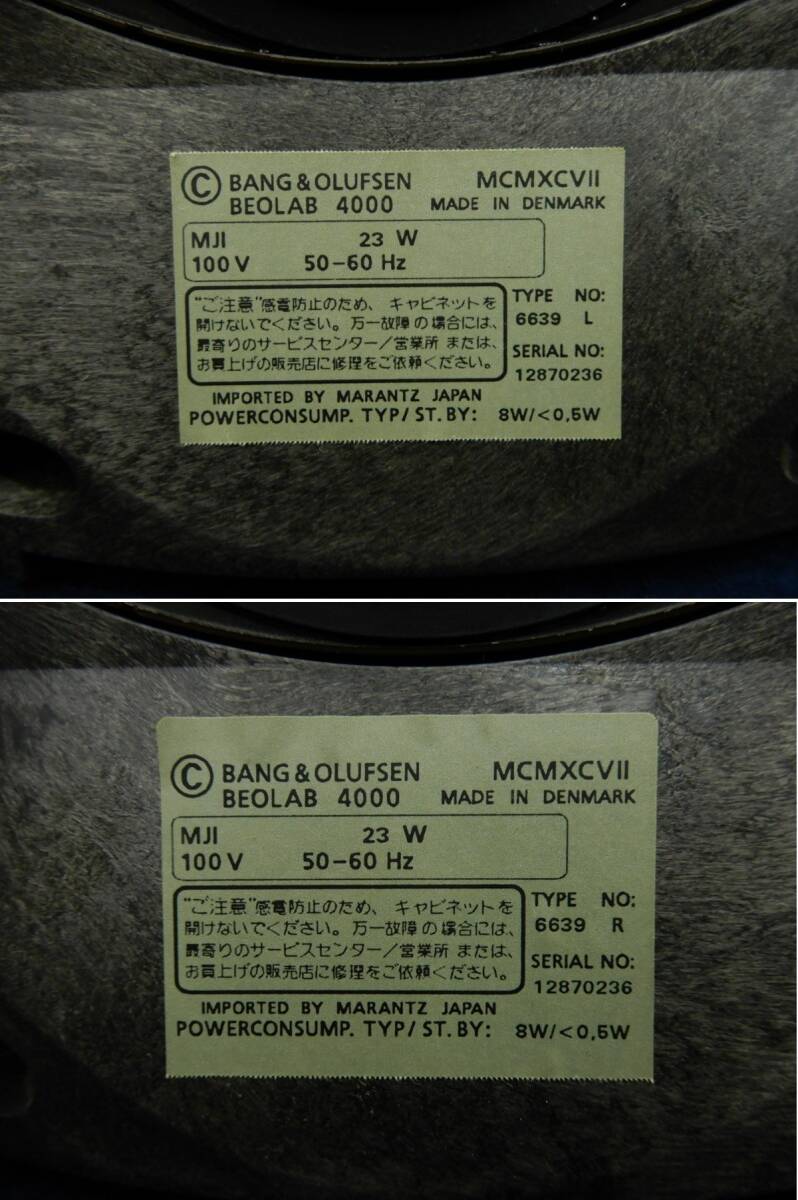 © BANG & OLUFSEN MCMXCVII
BEOLAB 4000 MADE IN DENMARK
MJI 23 W
100 V 50-60 Hz
"ご注意"感電防止のため、キャビネットを
開けないでください。万一故障の場合には、
最寄りのサービスセンター/営業所または、
お買上げの販売店に修理をご依頼ください。
TYPE NO:
6639 L
SERIAL NO:
12870236
IMPORTED BY MARANTZ JAPAN
POWERCONSUMP. TYP/ ST. BY: 8W/<0,5W
© BANG & OLUFSEN MCMXCVII
BEOLAB 4000 MADE IN DENMARK
MJI 23 W
100 V 50-60 Hz
"ご注意"感電防止のため、キャビネットを
開けないでください。万一故障の場合には、
最寄りのサービスセンター/営業所または、
お買上げの販売店に修理をご依頼ください。
TYPE NO:
6639 R
SERIAL NO:
12870236
IMPORTED BY MARANTZ JAPAN
POWERCONSUMP. TYP/ ST. BY: 8W/<0,5W